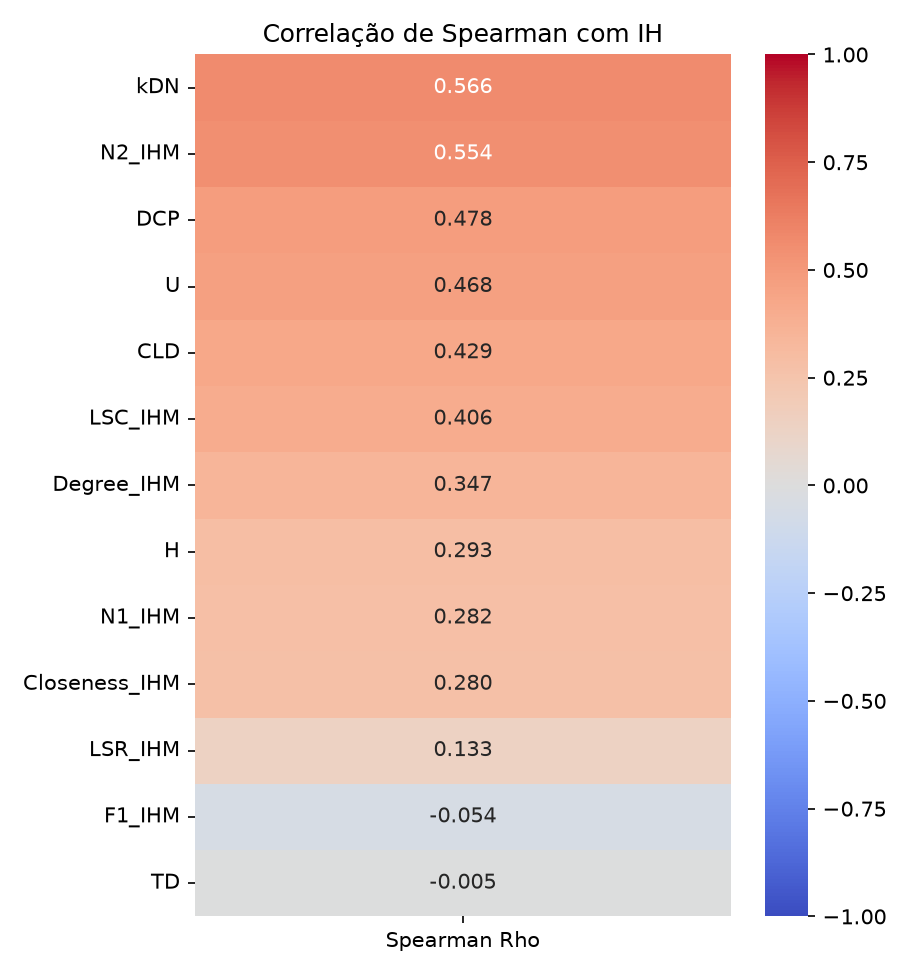 Correlação de Spearman com IH
kDN 0.566
N2_IHM 0.554
DCP 0.478
U 0.468
CLD 0.429
LSC_IHM 0.406
Degree_IHM 0.347
H 0.293
N1_IHM 0.282
Closeness_IHM 0.280
LSR_IHM 0.133
F1_IHM -0.054
TD -0.005
Spearman Rho
1.00
0.75
0.50
0.25
0.00
−0.25
−0.50
−0.75
−1.00